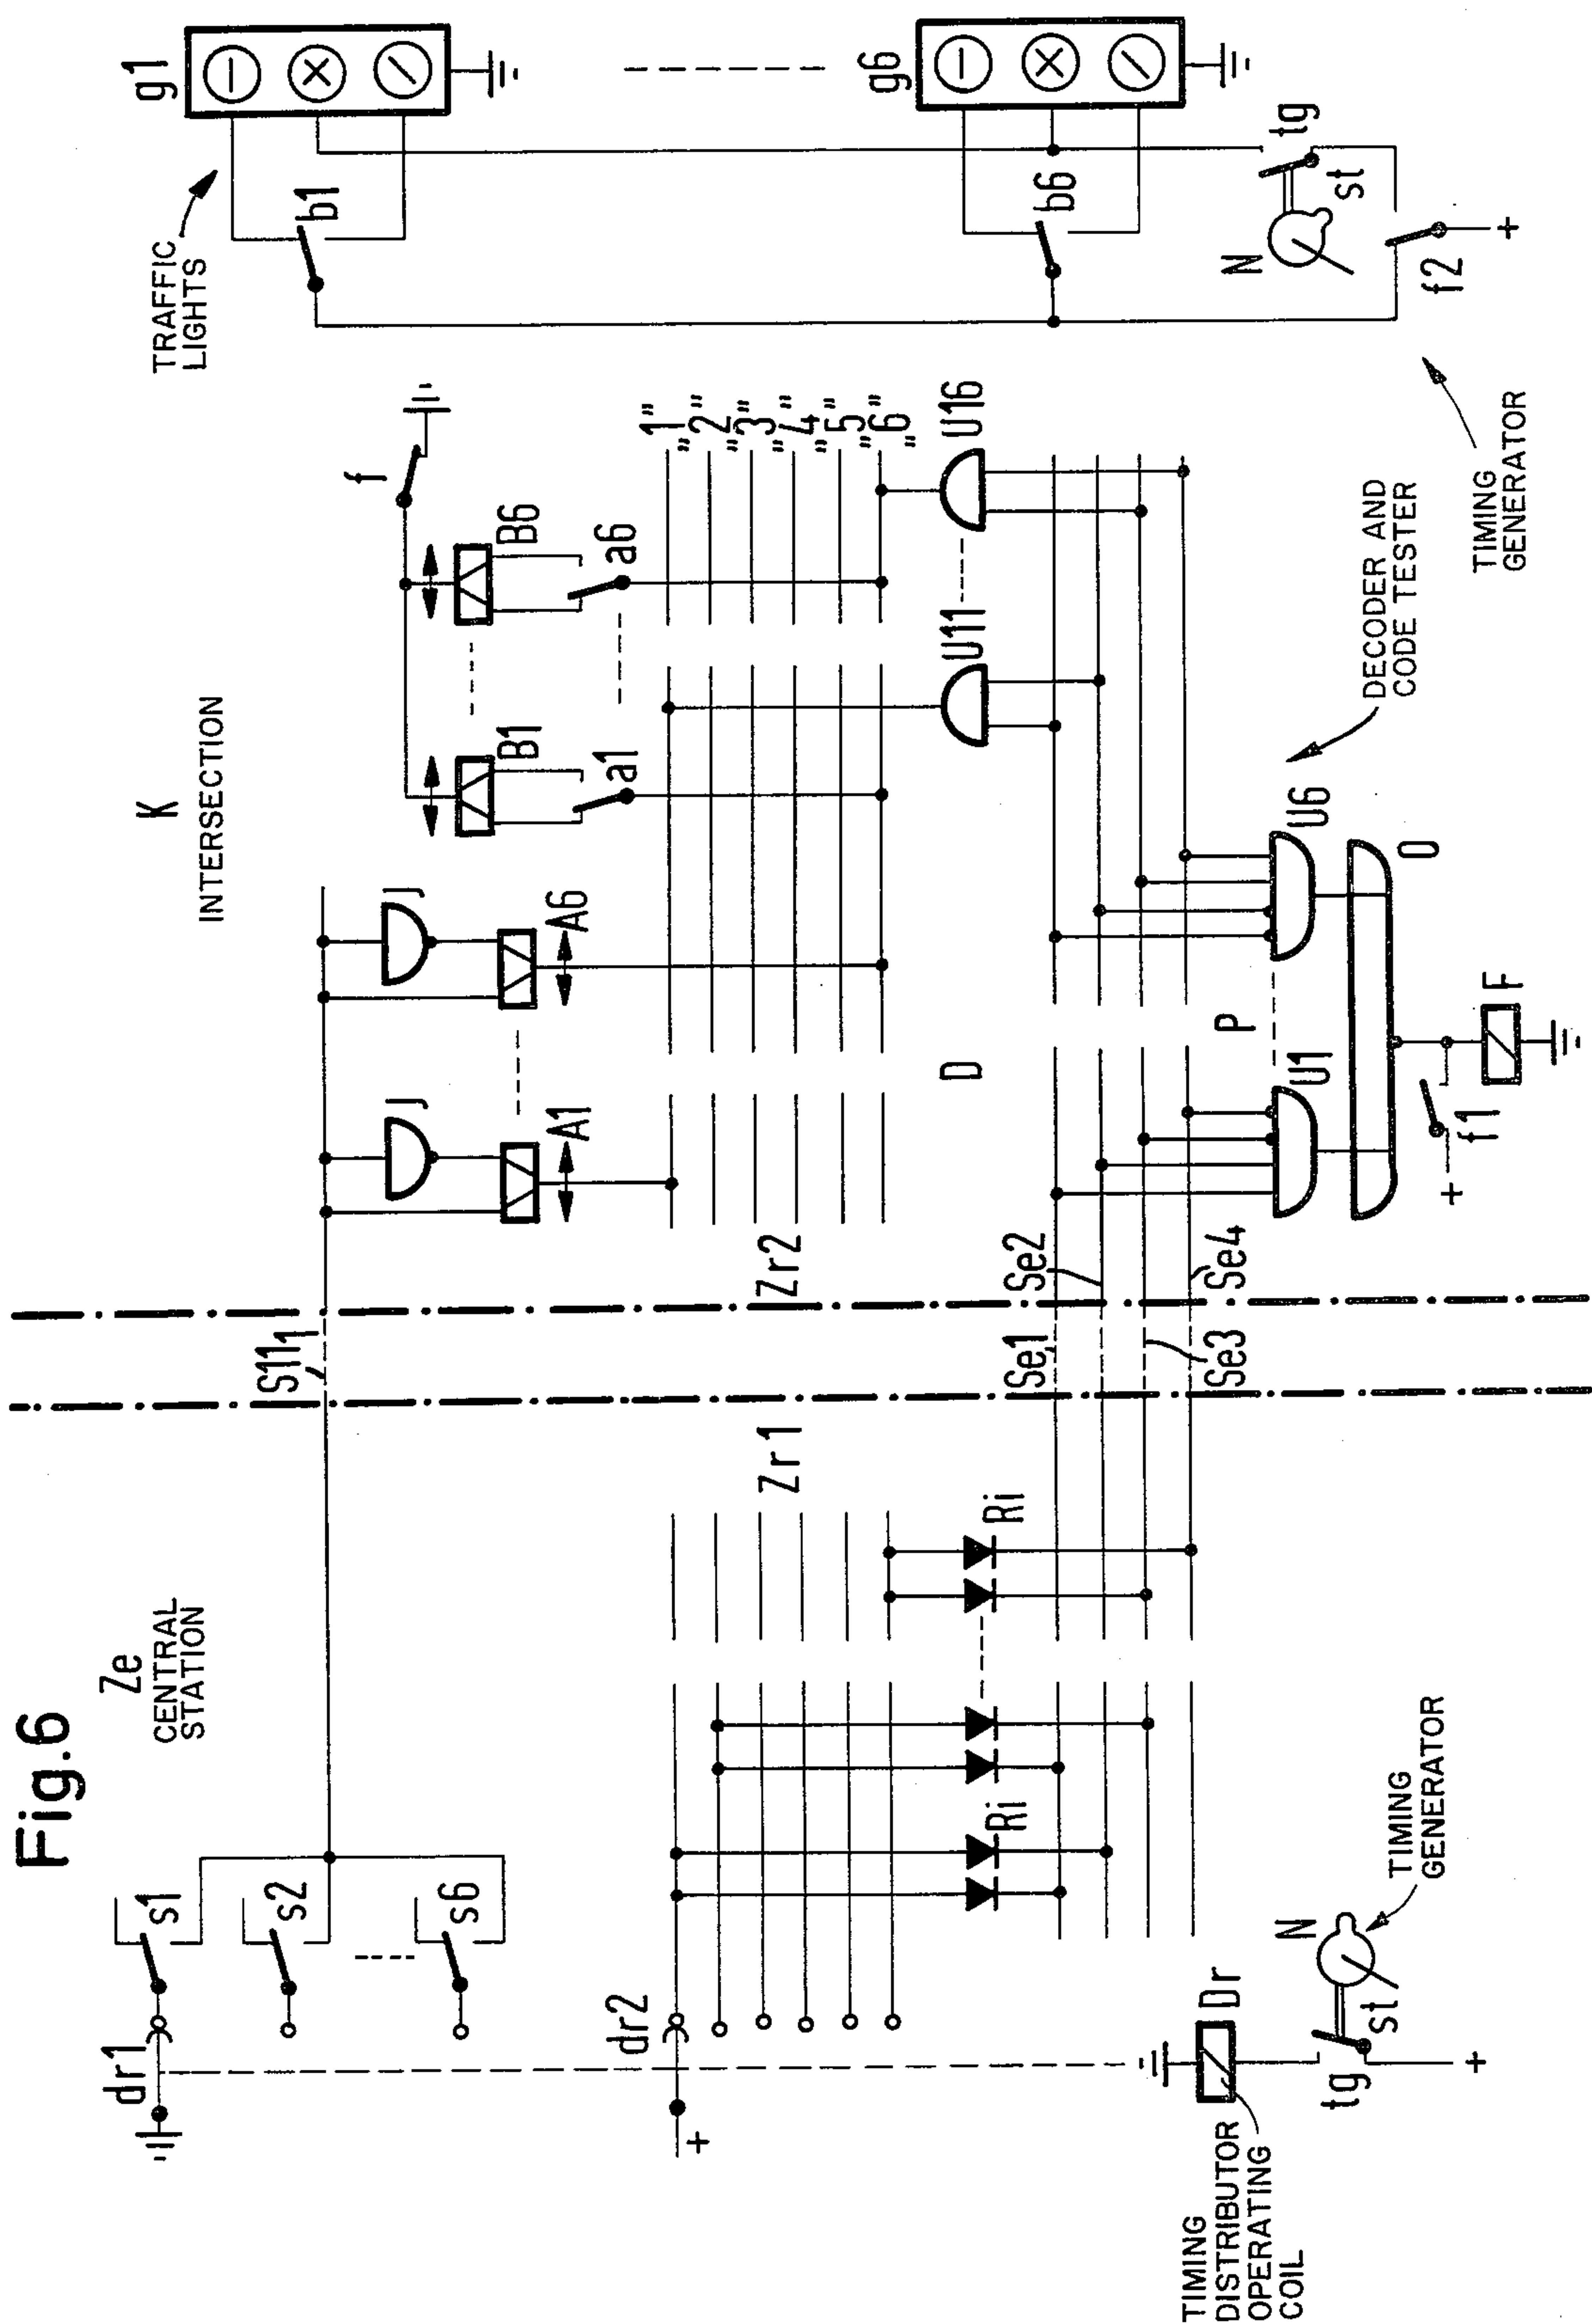 Fig.6
Ze
CENTRAL
STATION
K
INTERSECTION
TRAFFIC
LIGHTS
dr1
s1
s2
s6
S11₁
J
A1
J
A6
B1
a1
B6
a6
f
b1
g1
b6
g6
dr2
+
Zr1
Zr2
"1"
"2"
"3"
"4"
"5"
"6"
Ri
Ri
D
U11
U16
Se1
Se2
Se3
Se4
P
U1
U6
O
F
f1
+
DECODER AND
CODE TESTER
TIMING
GENERATOR
N
st
tg
f2
+
TIMING
DISTRIBUTOR
OPERATING
COIL
Dr
tg
st
N
+
TIMING
GENERATOR